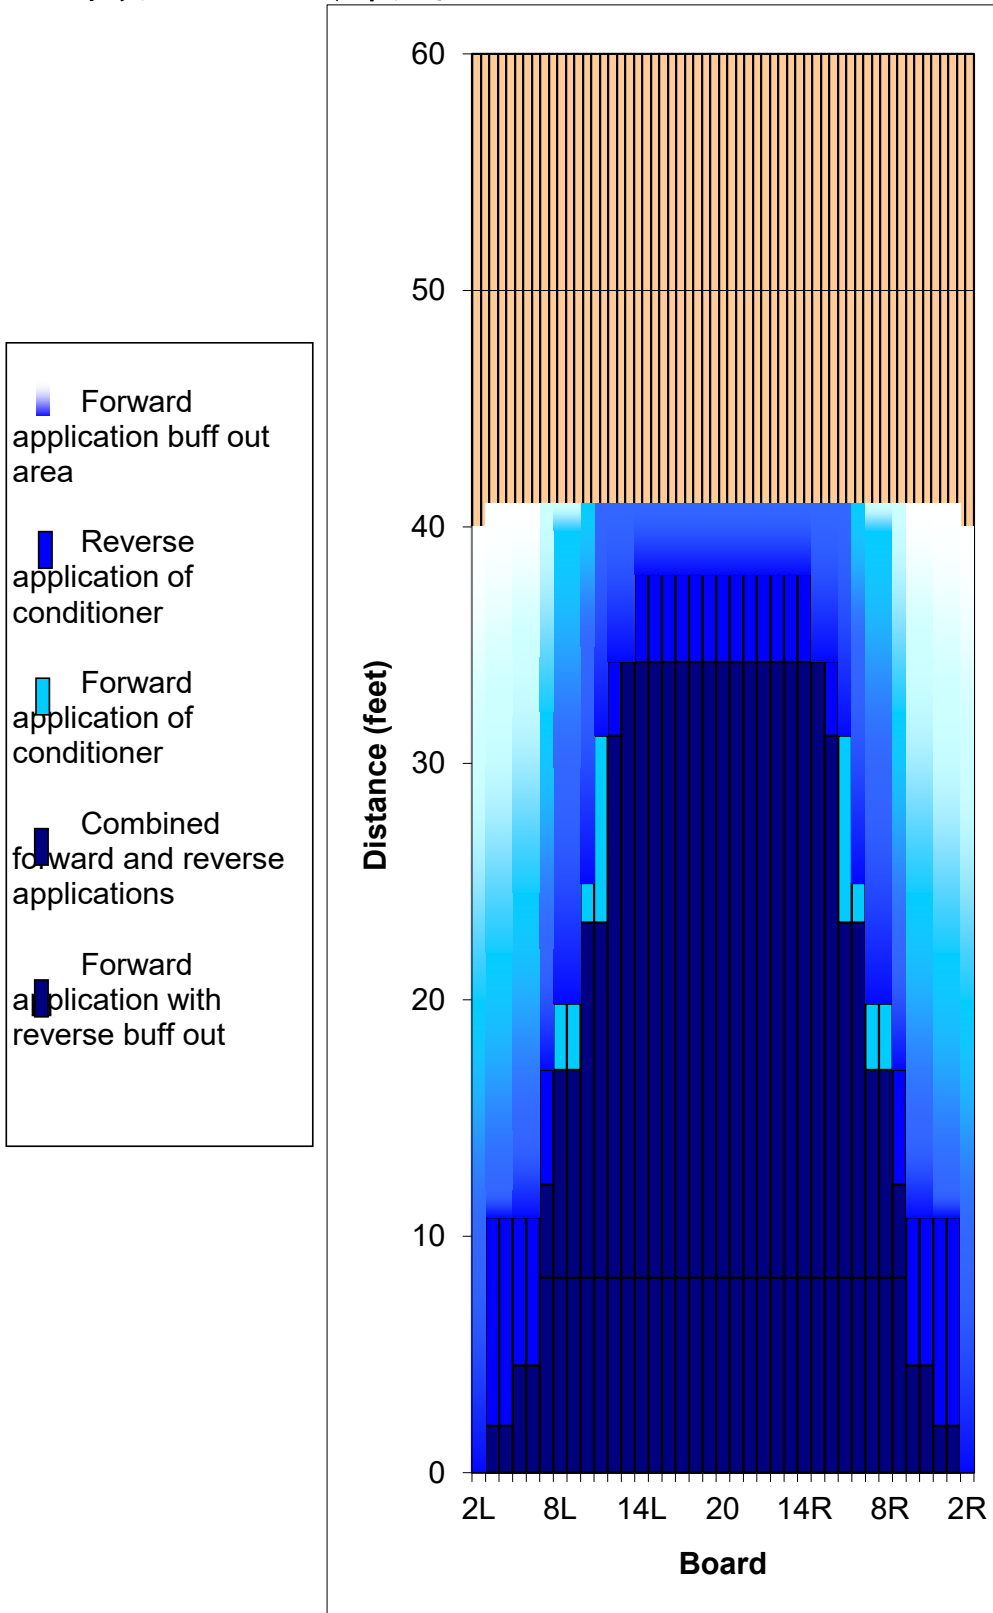 Forward
application buff out
area
Reverse
application of
conditioner
Forward
application of
conditioner
Combined
forward and reverse
applications
Forward
application with
reverse buff out
60
50
40
30
20
10
0
Distance (feet)
2L 8L 14L 20 14R 8R 2R
Board